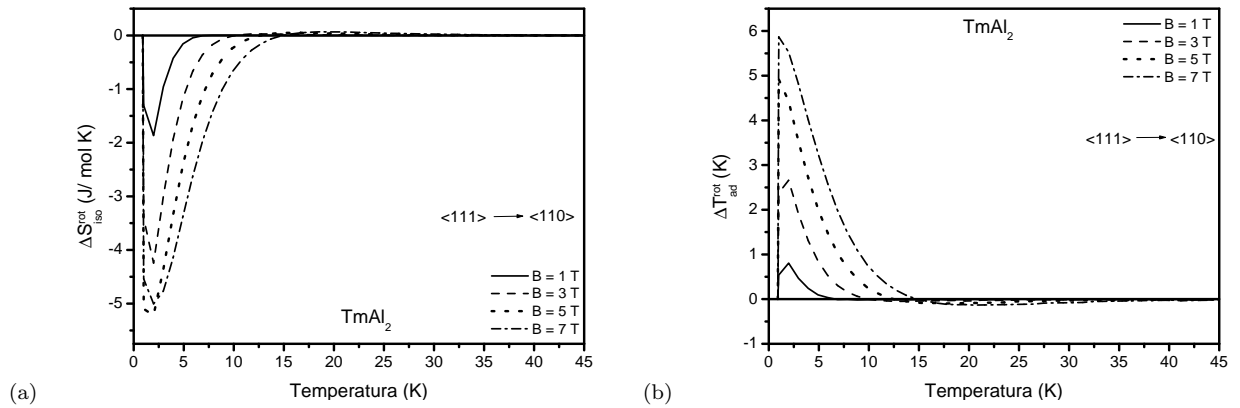 0
-1
-2
-3
-4
-5
0 5 10 15 20 25 30 35 40 45
ΔS^rot_iso (J/ mol K)
Temperatura (K)
<111> → <110>
B = 1 T
B = 3 T
B = 5 T
B = 7 T
TmAl₂
(a)
TmAl₂
B = 1 T
B = 3 T
B = 5 T
B = 7 T
<111> → <110>
6
5
4
3
2
1
0
-1
0 5 10 15 20 25 30 35 40 45
ΔT^rot_ad (K)
Temperatura (K)
(b)